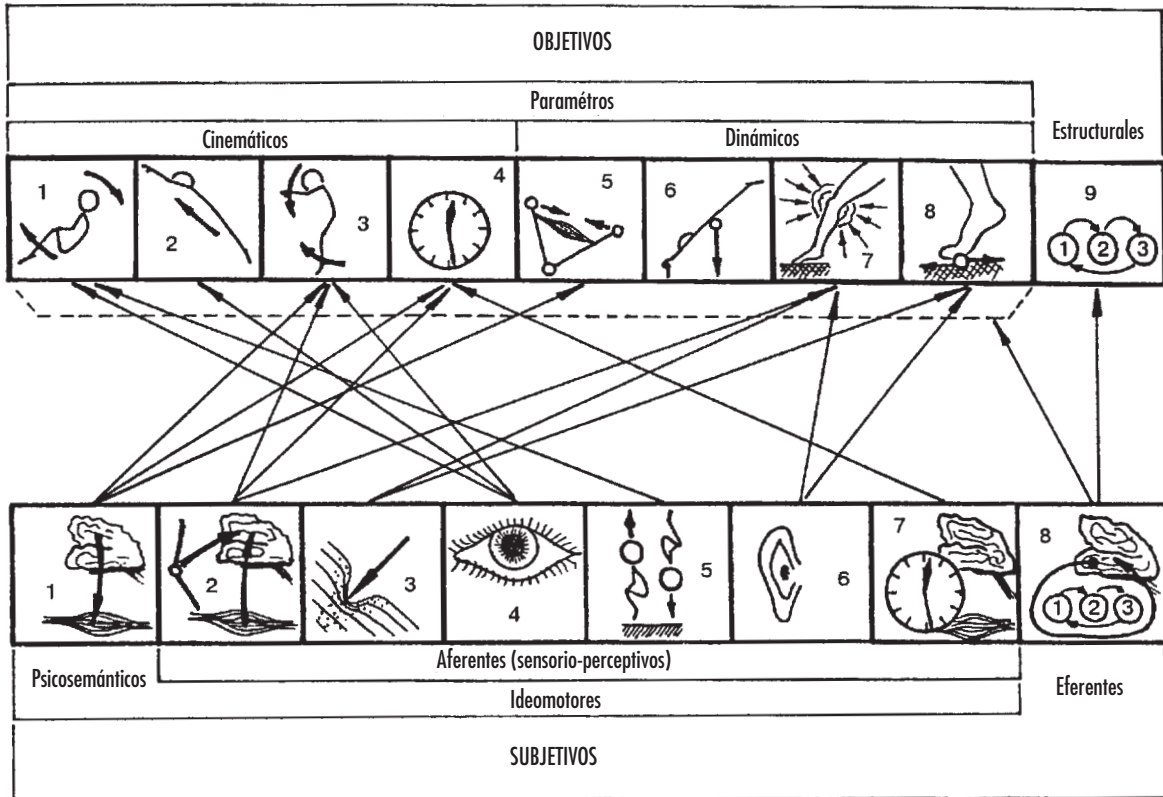 OBJETIVOS
Paramétros
Cinemáticos
Dinámicos
Estructurales
1
2
3
4
5
6
7
8
9
1 2 3
1
2
3
4
5
6
7
8
1 2 3
Psicosemánticos
Aferentes (sensorio-perceptivos)
Ideomotores
Eferentes
SUBJETIVOS